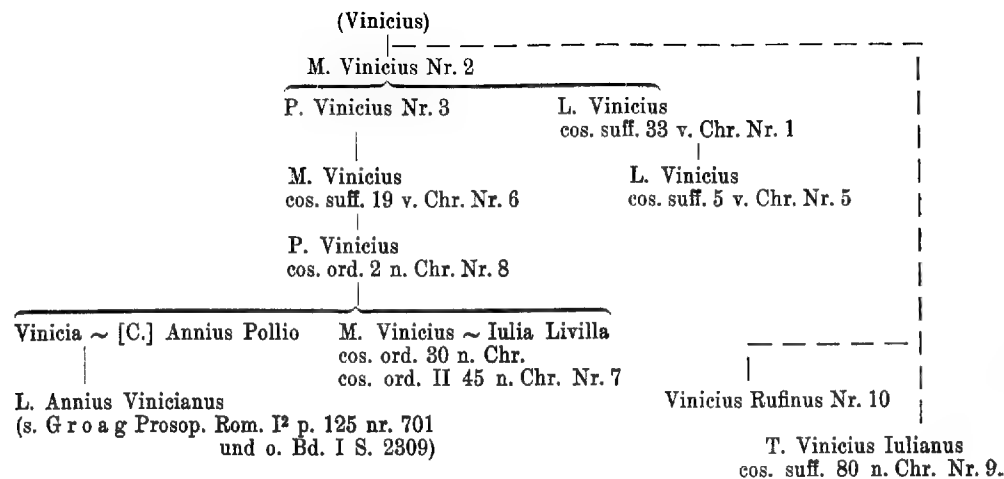 (Vinicius)
M. Vinicius Nr. 2
P. Vinicius Nr. 3
L. Vinicius
cos. suff. 33 v. Chr. Nr. 1
M. Vinicius
cos. suff. 19 v. Chr. Nr. 6
L. Vinicius
cos. suff. 5 v. Chr. Nr. 5
P. Vinicius
cos. ord. 2 n. Chr. Nr. 8
Vinicia ~ [C.] Annius Pollio
M. Vinicius ~ Iulia Livilla
cos. ord. 30 n. Chr.
cos. ord. II 45 n. Chr. Nr. 7
L. Annius Vinicianus
(s. Groag Prosop. Rom. I² p. 125 nr. 701
und o. Bd. I S. 2309)
Vinicius Rufinus Nr. 10
T. Vinicius Iulianus
cos. suff. 80 n. Chr. Nr. 9.